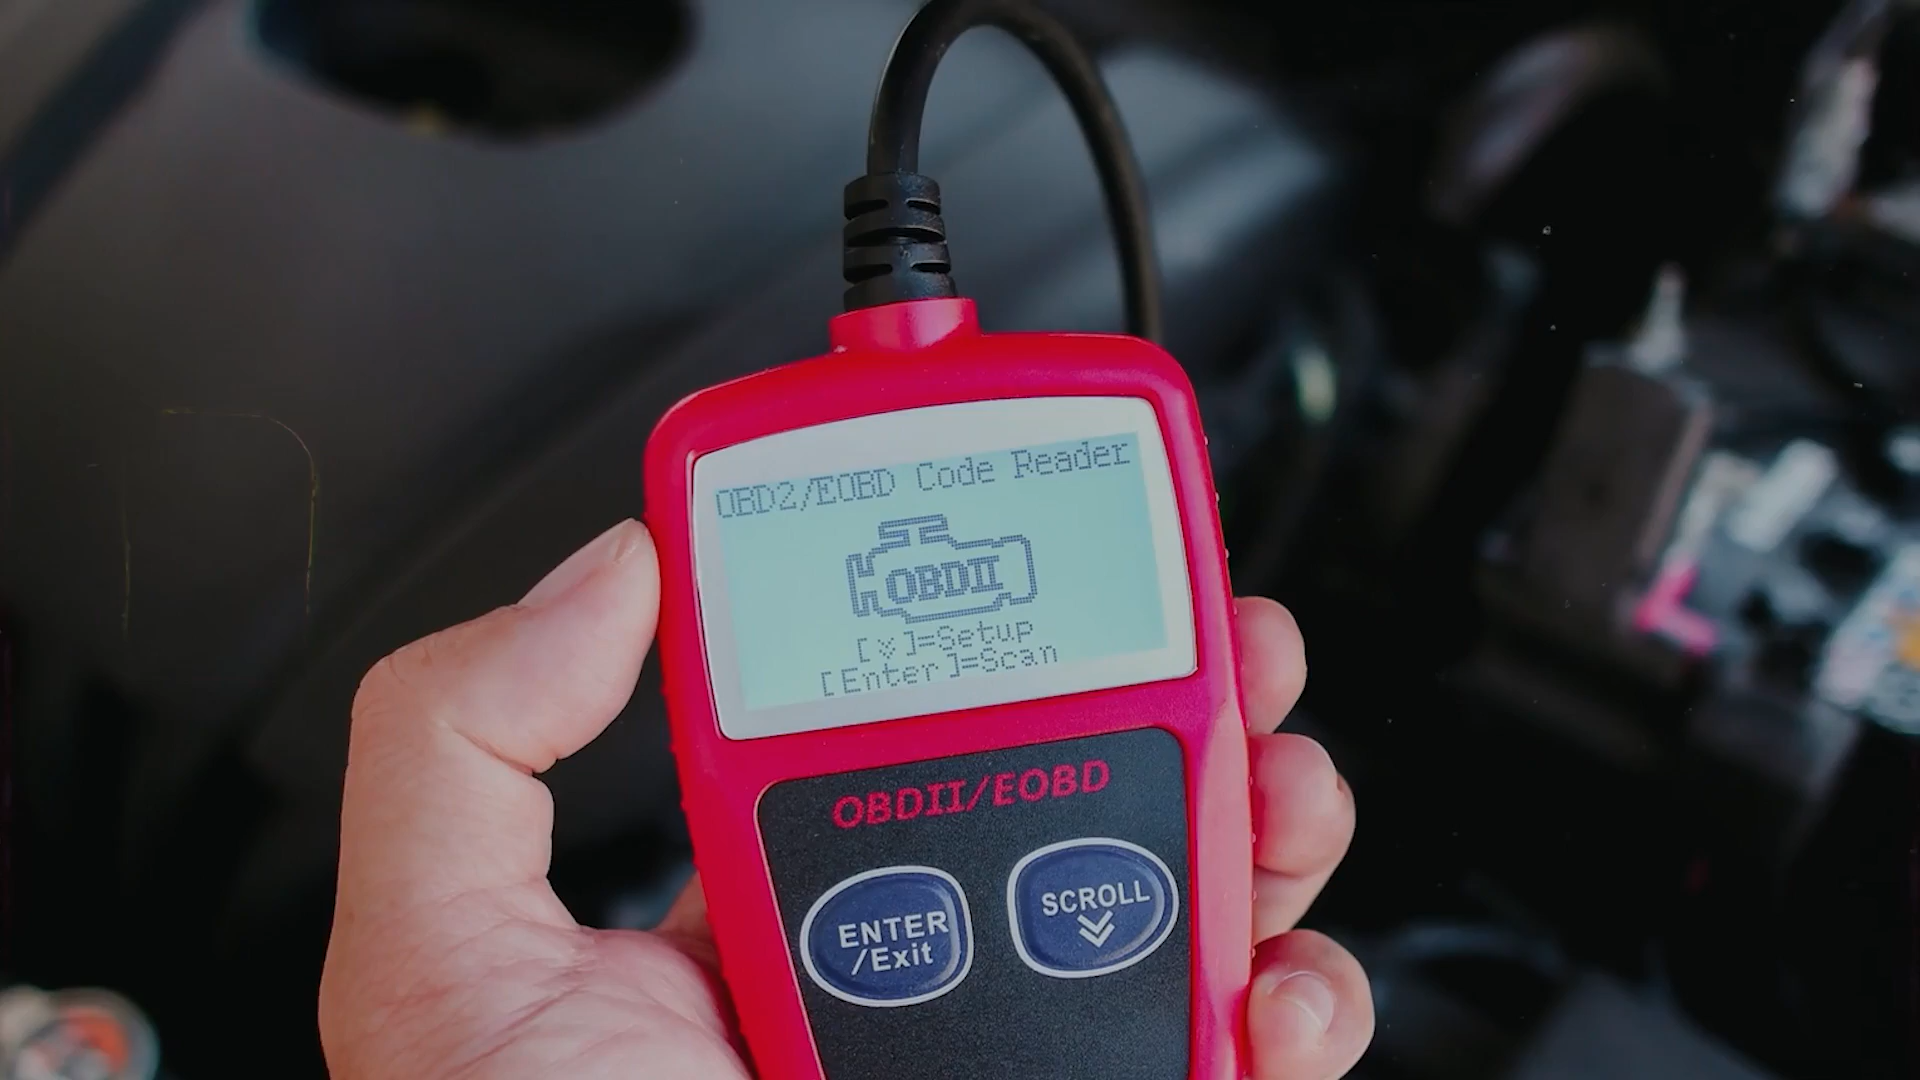 OBD2/EOBD Code Reader
OBDII
[⌄]=Setup
[Enter]=Scan
OBDII/EOBD
ENTER
/Exit
SCROLL